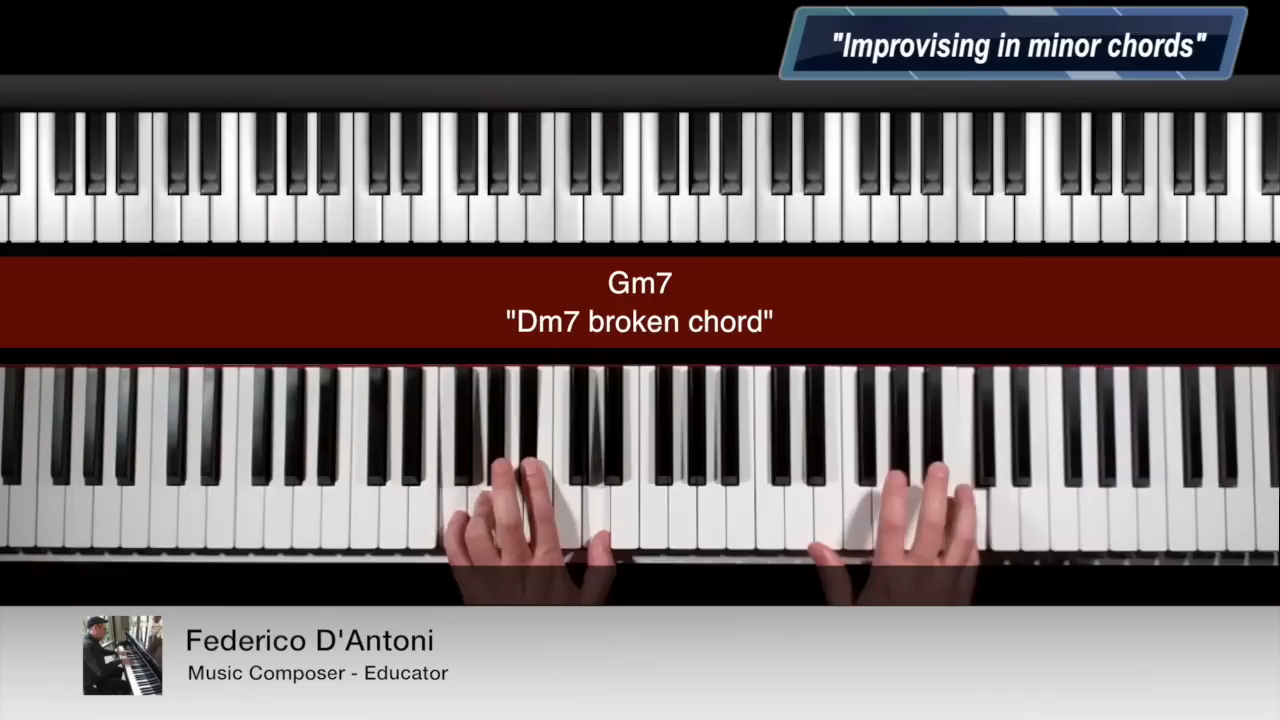 "Improvising in minor chords"
Gm7
"Dm7 broken chord"
Federico D'Antoni
Music Composer - Educator